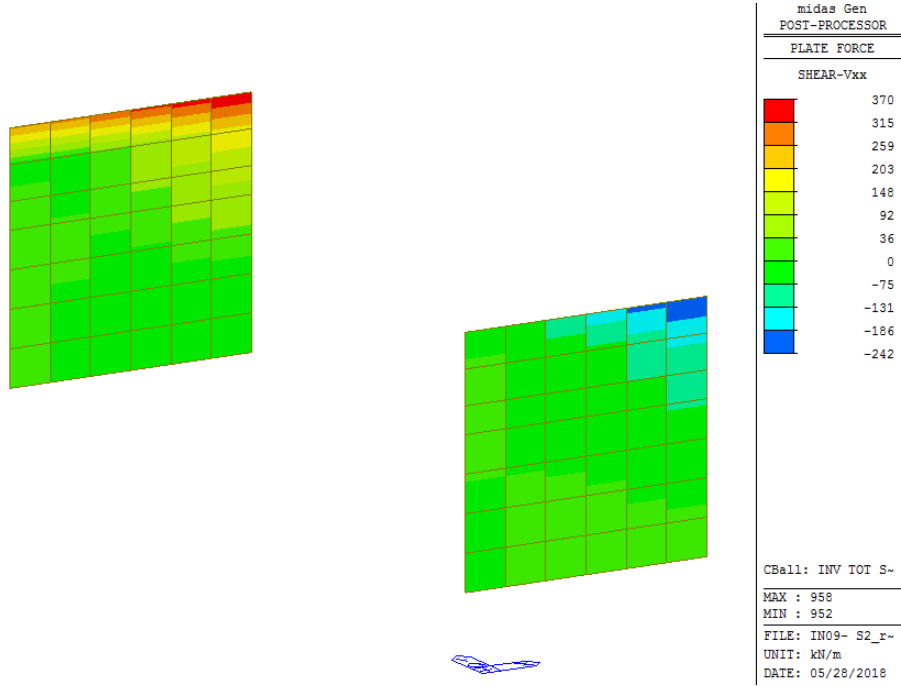 midas Gen
POST-PROCESSOR
PLATE FORCE
SHEAR-Vxx
370
315
259
203
148
92
36
0
-75
-131
-186
-242
CBall: INV TOT S~
MAX : 958
MIN : 952
FILE: IN09- S2_r~
UNIT: kN/m
DATE: 05/28/2018